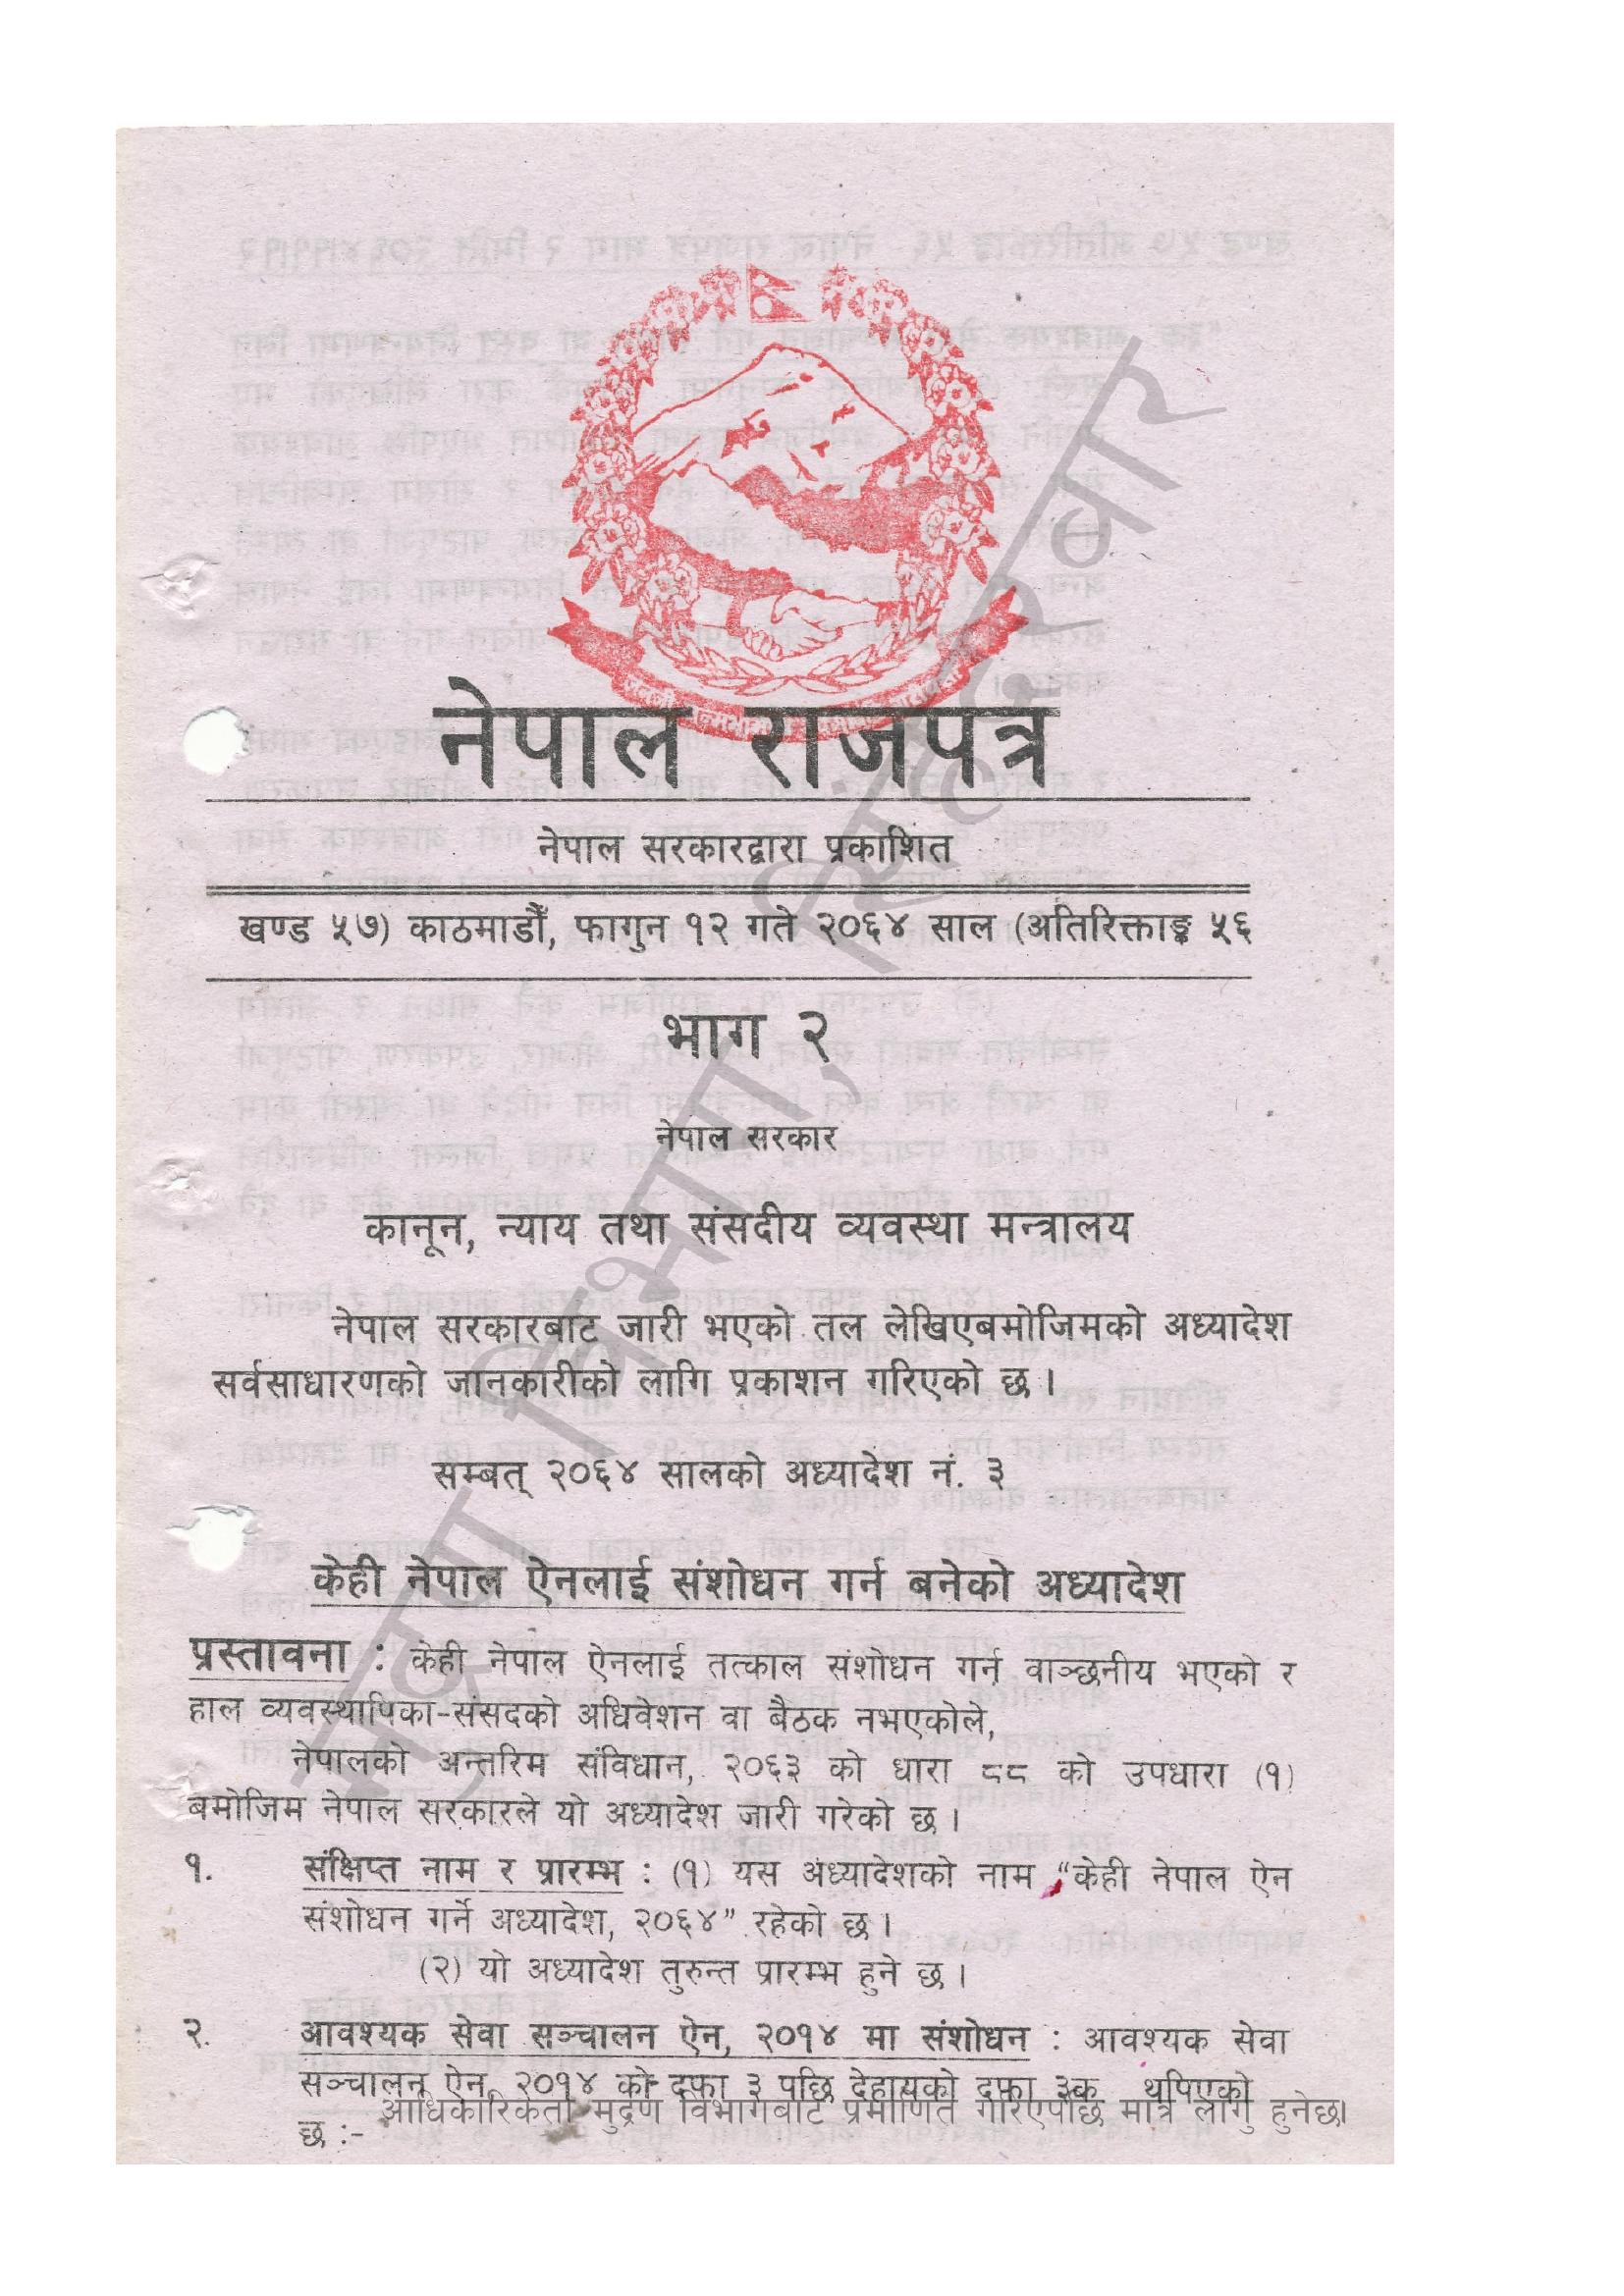 नेपाल राजपत्र
नेपाल सरकारद्वारा प्रकाशित
खण्ड ५७) काठमाडौँ, फागुन १२ गते २०६४ साल (अतिरिक्ताङ्क ५६
भाग २
नेपाल सरकार
कानून, न्याय तथा संसदीय व्यवस्था मन्त्रालय
नेपाल सरकारबाट जारी भएको तल लेखिएबमोजिमको अध्यादेश
सर्वसाधारणको जानकारीको लागि प्रकाशन गरिएको छ ।
सम्बत् २०६४ सालको अध्यादेश नं. ३
केही नेपाल ऐनलाई संशोधन गर्न बनेको अध्यादेश
प्रस्तावना : केही नेपाल ऐनलाई तत्काल संशोधन गर्न वाञ्छनीय भएको र
हाल व्यवस्थापिका-संसदको अधिवेशन वा बैठक नभएकोले,
नेपालको अन्तरिम संविधान, २०६३ को धारा ८८ को उपधारा (१)
बमोजिम नेपाल सरकारले यो अध्यादेश जारी गरेको छ ।
१. संक्षिप्त नाम र प्रारम्भ : (१) यस अध्यादेशको नाम “केही नेपाल ऐन
संशोधन गर्ने अध्यादेश, २०६४” रहेको छ ।
(२) यो अध्यादेश तुरुन्त प्रारम्भ हुने छ ।
२. आवश्यक सेवा सञ्चालन ऐन, २०१४ मा संशोधन : आवश्यक सेवा
सञ्चालन ऐन, २०१४ को दफा ३ पछि देहायको दफा ३क थपिएको
छ :-
आधिकारिकता मुद्रण विभागबाट प्रमाणित गरिएपछि मात्र लागु हुनेछ।
मुद्रण विभाग, सिंहदरवार